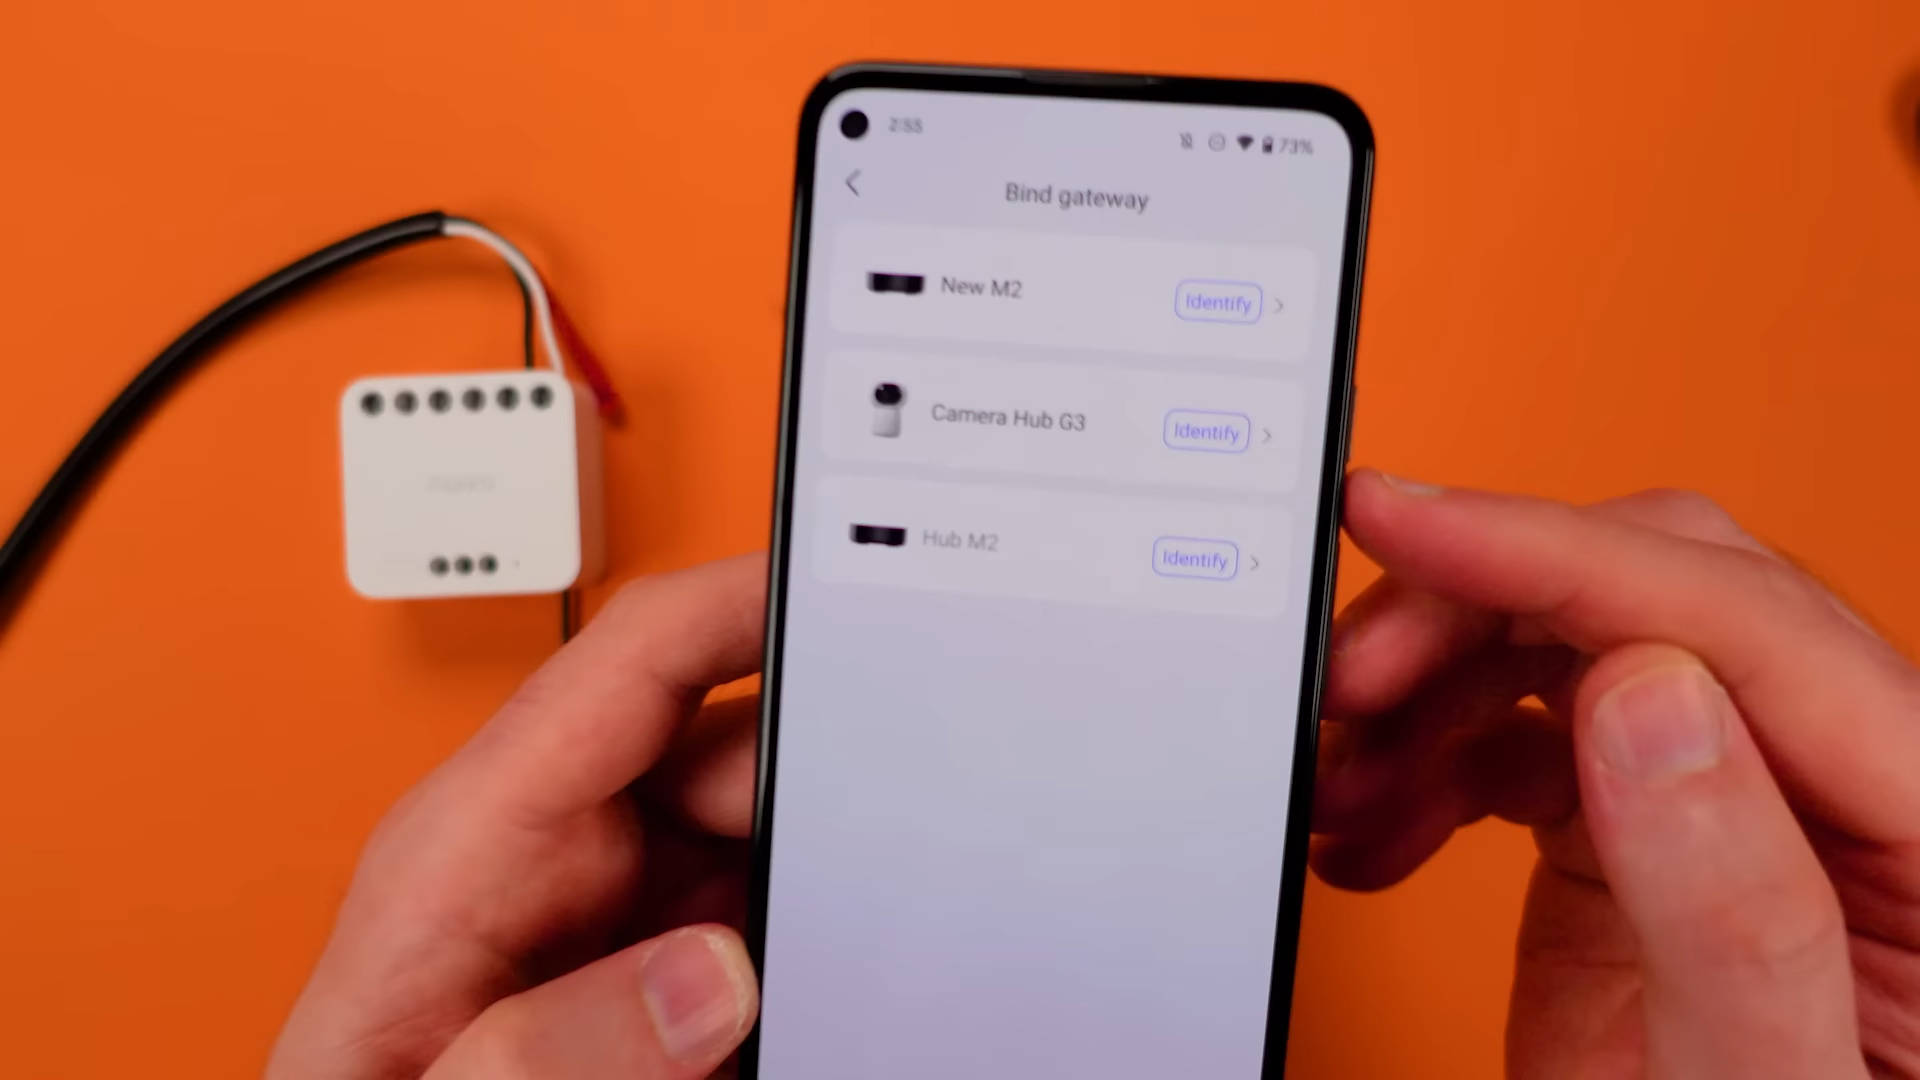 2:55
73%
Bind gateway
New M2
Identify
Camera Hub G3
Identify
Hub M2
Identify